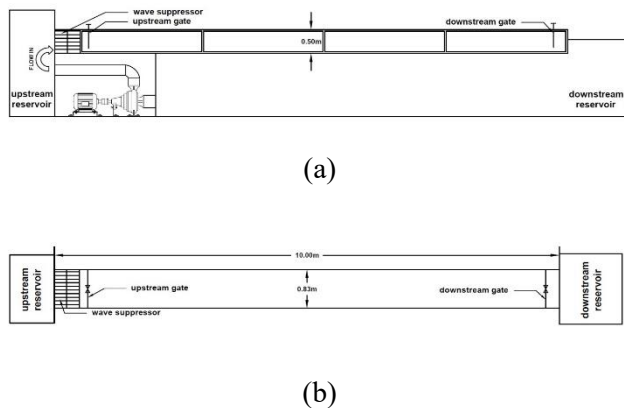 wave suppressor
upstream gate
downstream gate
0.50m
FLOW IN
upstream
reservoir
downstream
reservoir
(a)
10.00m
upstream
reservoir
0.83m
upstream gate
downstream gate
wave suppressor
downstream
reservoir
(b)